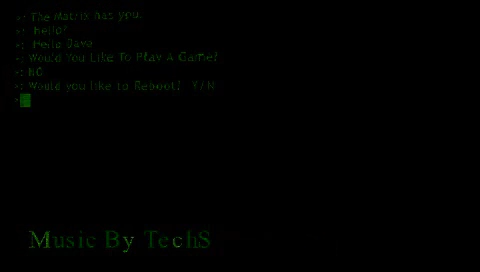 >: The Matrix has you.
>: Hello?
>: Hello Dave
>: Would You Like To Play A Game?
>: NO
>: Would you like to Reboot? Y/N
>
Music By TechS